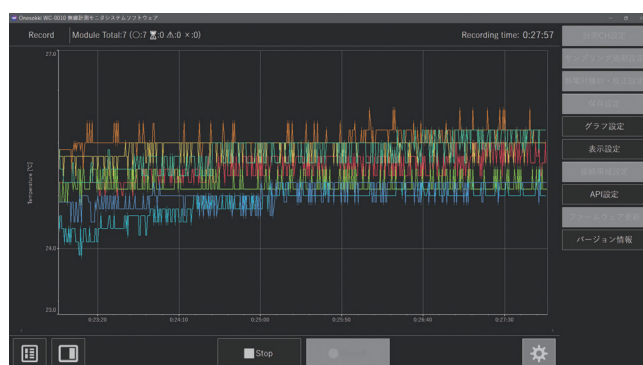 Onosokki WC-0010 無線計測モニタシステムソフトウェア
Record
Module Total:7 (○:7 ⌛:0 ⚠:0 ×:0)
Recording time: 0:27:57
27.0
Temperature [℃]
24.0
23.0
0:23:20
0:24:10
0:25:00
0:25:50
0:26:40
0:27:30
グラフ設定
表示設定
API設定
バージョン情報
Stop